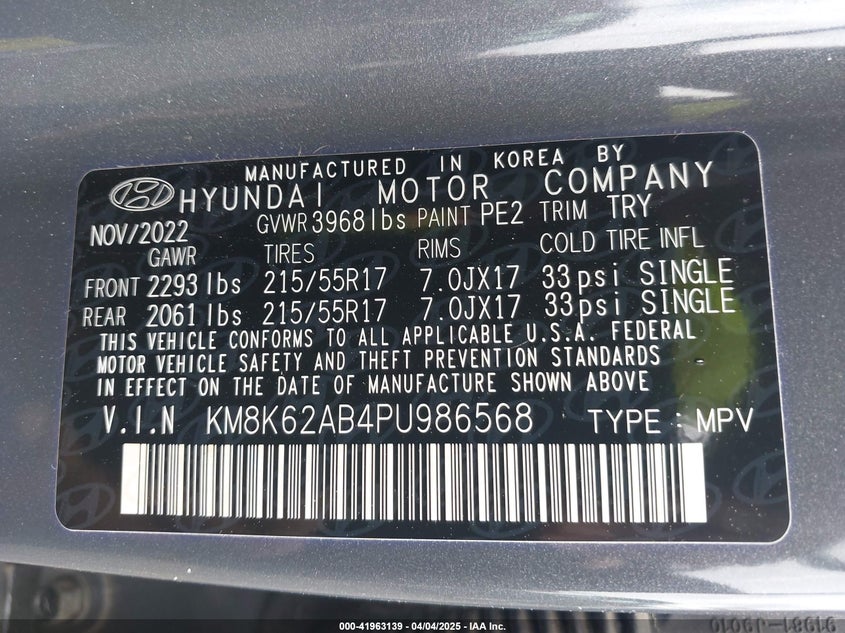 MANUFACTURED IN KOREA BY
HYUNDAI MOTOR COMPANY
NOV/2022 GVWR 3968 lbs PAINT PE2 TRIM TRY
GAWR TIRES RIMS COLD TIRE INFL
FRONT 2293 lbs 215/55R17 7.0JX17 33psi SINGLE
REAR 2061 lbs 215/55R17 7.0JX17 33psi SINGLE
THIS VEHICLE CONFORMS TO ALL APPLICABLE U.S.A. FEDERAL
MOTOR VEHICLE SAFETY AND THEFT PREVENTION STANDARDS
IN EFFECT ON THE DATE OF MANUFACTURE SHOWN ABOVE
V.I.N KM8K62AB4PU986568 TYPE: MPV
000-41963139 - 04/04/2025 - IAA Inc.